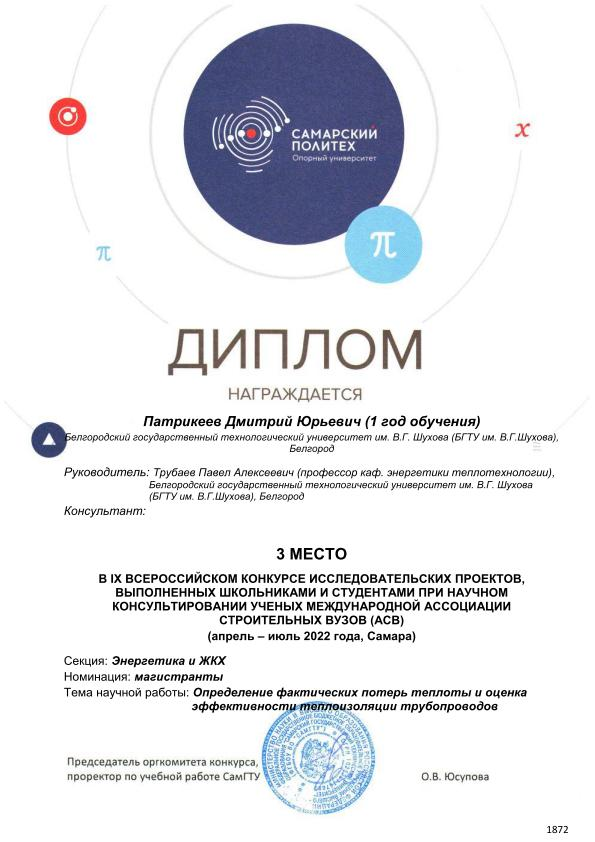 САМАРСКИЙ
ПОЛИТЕХ
Опорный университет
x
π
π
ДИПЛОМ
НАГРАЖДАЕТСЯ
Патрикеев Дмитрий Юрьевич (1 год обучения)
Белгородский государственный технологический университет им. В.Г. Шухова (БГТУ им. В.Г.Шухова),
Белгород
Руководитель: Трубаев Павел Алексеевич (профессор каф. энергетики теплотехнологии),
Белгородский государственный технологический университет им. В.Г. Шухова
(БГТУ им. В.Г.Шухова), Белгород
Консультант:
3 МЕСТО
В IX ВСЕРОССИЙСКОМ КОНКУРСЕ ИССЛЕДОВАТЕЛЬСКИХ ПРОЕКТОВ,
ВЫПОЛНЕННЫХ ШКОЛЬНИКАМИ И СТУДЕНТАМИ ПРИ НАУЧНОМ
КОНСУЛЬТИРОВАНИИ УЧЕНЫХ МЕЖДУНАРОДНОЙ АССОЦИАЦИИ
СТРОИТЕЛЬНЫХ ВУЗОВ (АСВ)
(апрель – июль 2022 года, Самара)
Секция: Энергетика и ЖКХ
Номинация: магистранты
Тема научной работы: Определение фактических потерь теплоты и оценка
эффективности теплоизоляции трубопроводов
Председатель оргкомитета конкурса,
проректор по учебной работе СамГТУ
О.В. Юсупова
1872